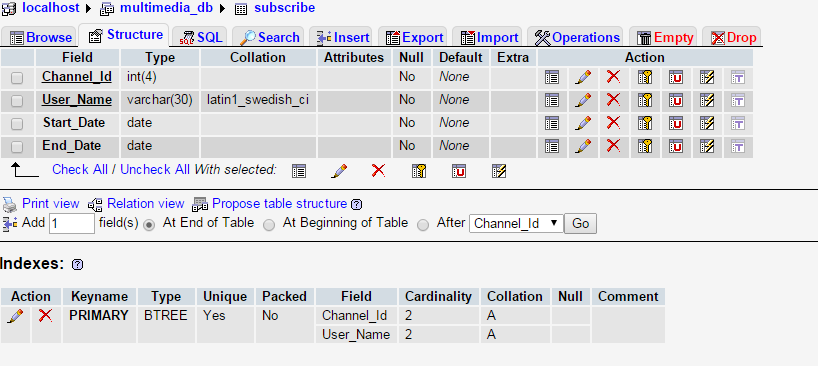 localhost multimedia_db subscribe
Browse Structure SQL Search Insert Export Import Operations Empty Drop
Field Type Collation Attributes Null Default Extra Action
Channel_Id int(4) No None
User_Name varchar(30) latin1_swedish_ci No None
Start_Date date No None
End_Date date No None
Check All / Uncheck All With selected:
Print view Relation view Propose table structure
Add 1 field(s) At End of Table At Beginning of Table After Channel_Id Go
Indexes:
Action Keyname Type Unique Packed Field Cardinality Collation Null Comment
PRIMARY BTREE Yes No Channel_Id 2 A
User_Name 2 A